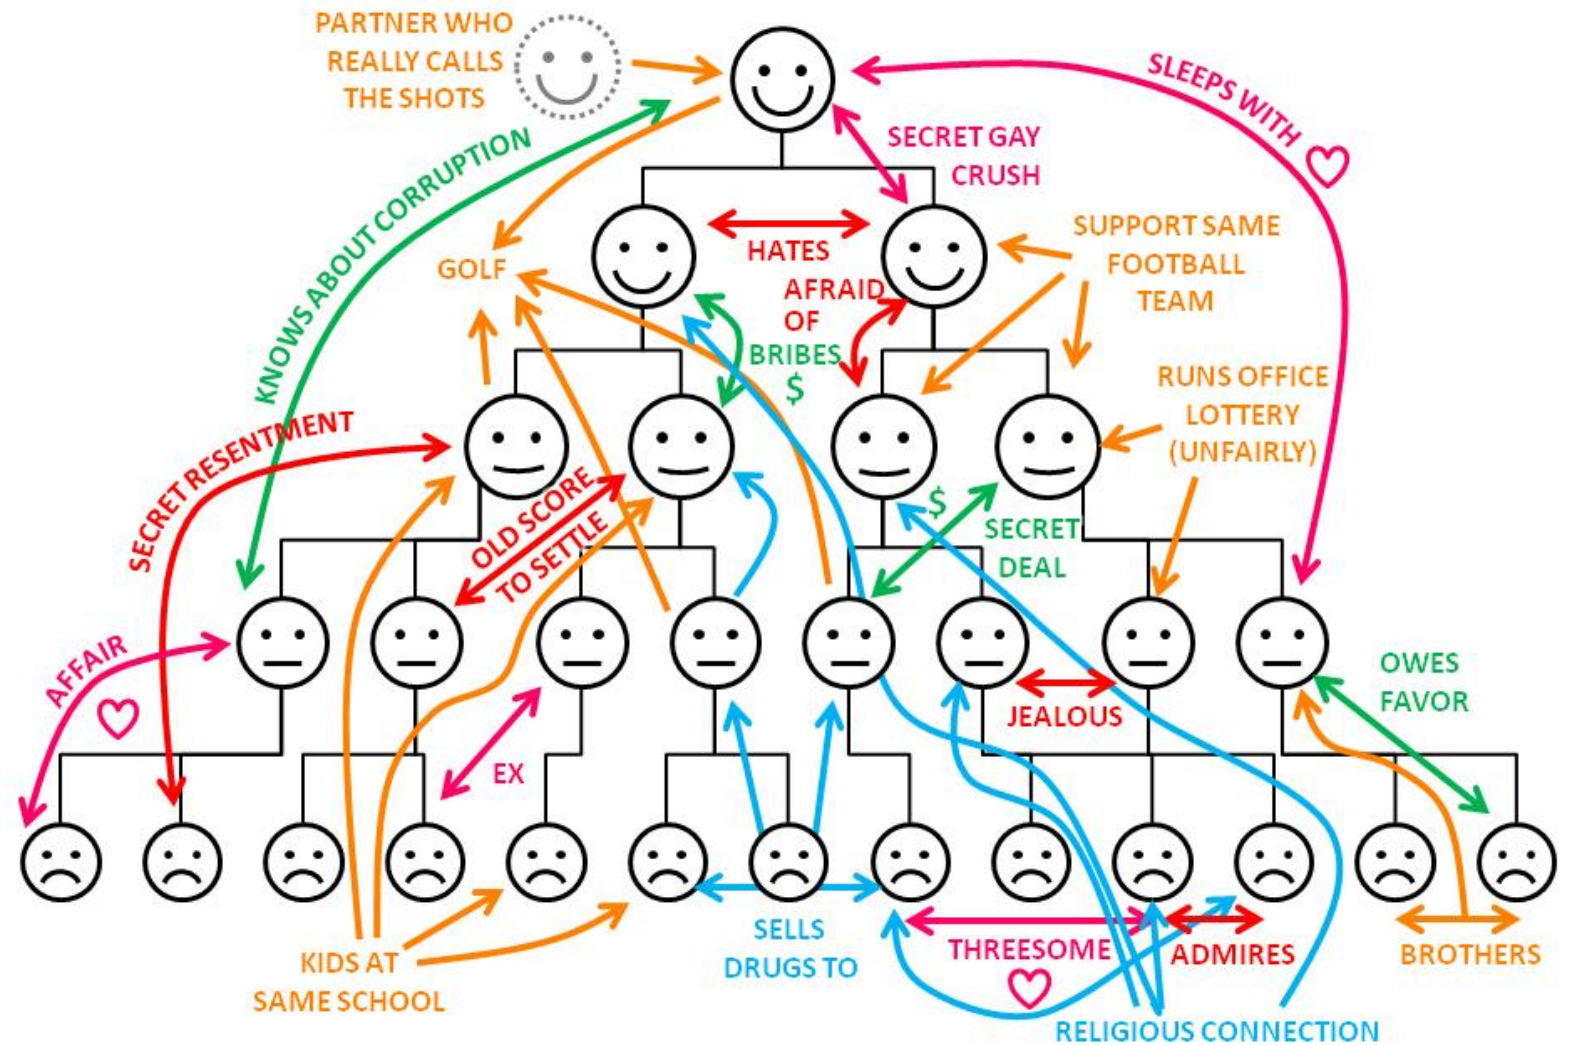 PARTNER WHO
REALLY CALLS
THE SHOTS
SLEEPS WITH
SECRET GAY
CRUSH
KNOWS ABOUT CORRUPTION
HATES
GOLF
SUPPORT SAME
FOOTBALL
TEAM
AFRAID
OF
BRIBES
$
RUNS OFFICE
LOTTERY
(UNFAIRLY)
SECRET RESENTMENT
OLD SCORE
TO SETTLE
$
SECRET
DEAL
AFFAIR
OWES
FAVOR
JEALOUS
EX
KIDS AT
SAME SCHOOL
SELLS
DRUGS TO
THREESOME
ADMIRES
BROTHERS
RELIGIOUS CONNECTION